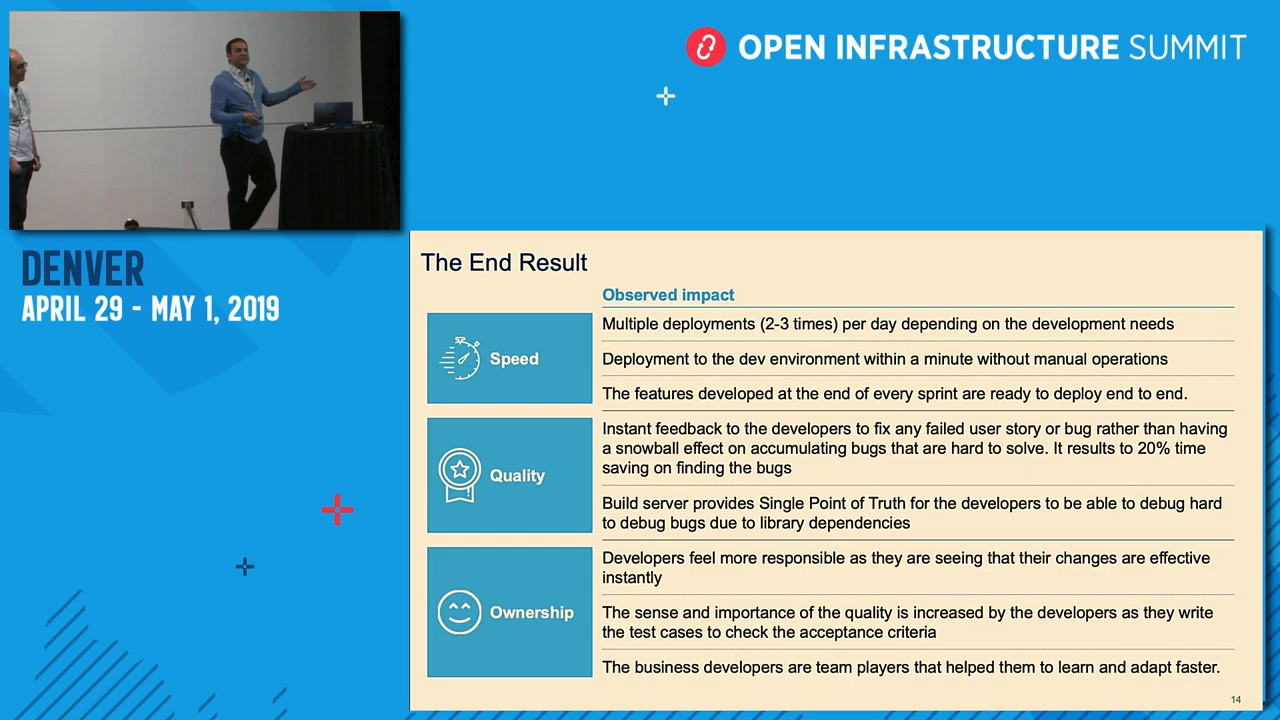 OPEN INFRASTRUCTURE SUMMIT
DENVER
APRIL 29 - MAY 1, 2019
The End Result
Observed impact
Speed
Multiple deployments (2-3 times) per day depending on the development needs
Deployment to the dev environment within a minute without manual operations
The features developed at the end of every sprint are ready to deploy end to end.
Quality
Instant feedback to the developers to fix any failed user story or bug rather than having
a snowball effect on accumulating bugs that are hard to solve. It results to 20% time
saving on finding the bugs
Build server provides Single Point of Truth for the developers to be able to debug hard
to debug bugs due to library dependencies
Ownership
Developers feel more responsible as they are seeing that their changes are effective
instantly
The sense and importance of the quality is increased by the developers as they write
the test cases to check the acceptance criteria
The business developers are team players that helped them to learn and adapt faster.
14